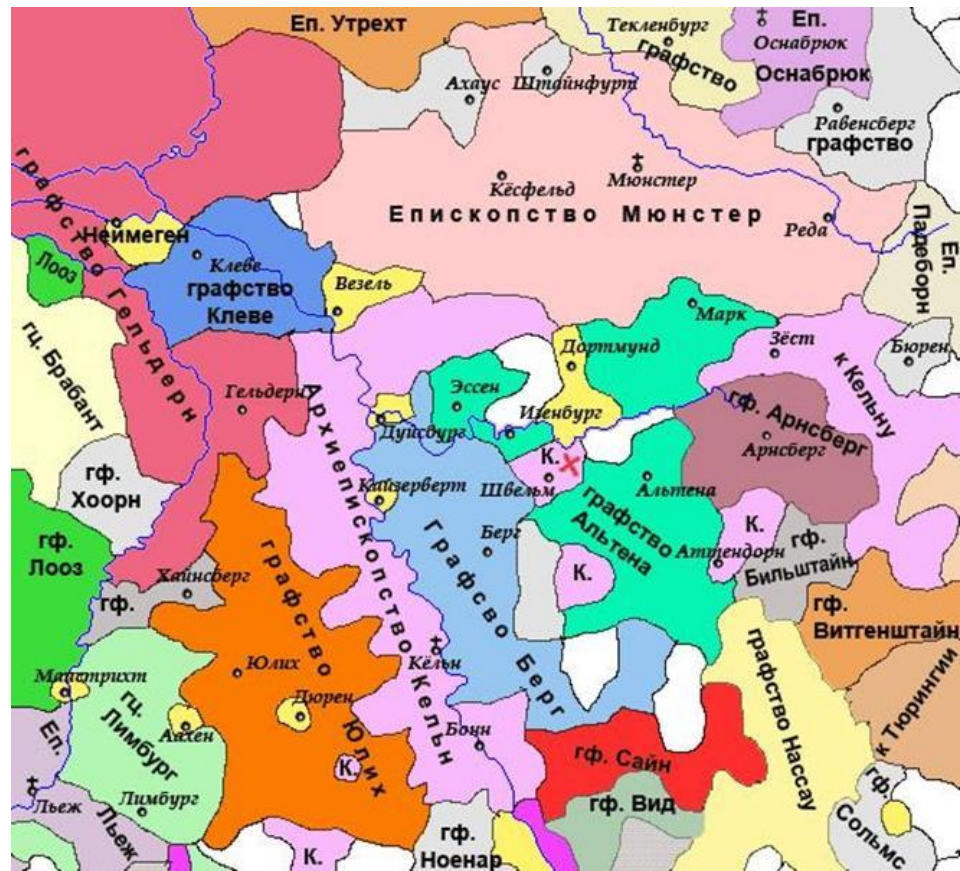 Еп. Утрехт
Текленбург
графство
Еп.
Оснабрюк
Оснабрюк
Ахаус
Штайнфурт
Равенсберг
графство
Кёсфельд
Мюнстер
Епископство Мюнстер
Реда
Еп.
Падеборн
графство Гельдерн
Неймеген
Клеве
графство
Клеве
Лооз
Везель
Марк
Зёст
к Кельну
Бюрен
гц. Брабант
Гельдерн
Архиепископство Кельн
Эссен
Дортмунд
Изенбург
Дуйсбург
гф. Арнсберг
Арнсберг
гф.
Хоорн
К.
Швельм
Кайзерверт
Альтена
графство
Альтена
К.
Аттендорн
гф.
Бильштайн
гф.
Лооз
Берг
Графсво Берг
К.
Хайнсберг
гф.
графство Юлих
Юлих
Дюрен
Кёльн
Бонн
К.
гф.
Витгенштайн
графство Нассау
к Тюрингии
Маастрихт
гц.
Лимбург
Аахен
Лимбург
Еп.
Льеж
Льеж
гф. Сайн
гф. Вид
гф.
Сольмс
К.
гф.
Ноенар